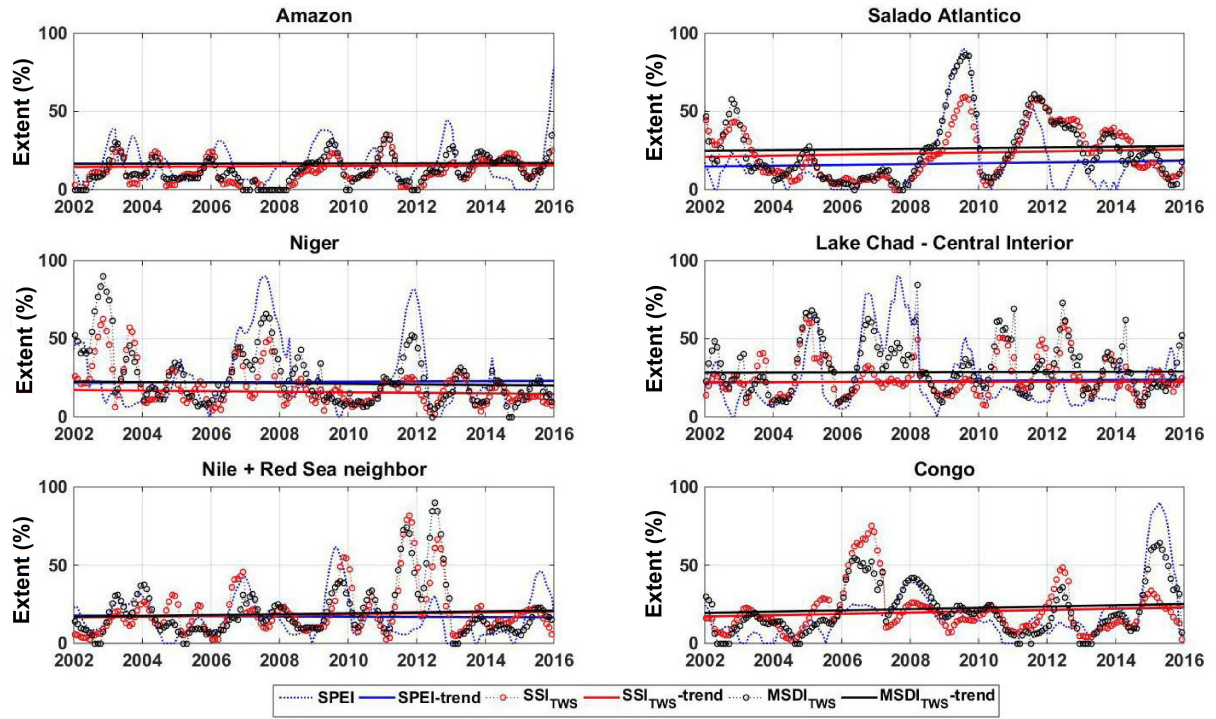 Amazon
Salado Atlantico
Extent (%)
100
50
0
2002 2004 2006 2008 2010 2012 2014 2016
Extent (%)
100
50
0
2002 2004 2006 2008 2010 2012 2014 2016
Niger
Lake Chad - Central Interior
Extent (%)
100
50
0
2002 2004 2006 2008 2010 2012 2014 2016
Extent (%)
100
50
0
2002 2004 2006 2008 2010 2012 2014 2016
Nile + Red Sea neighbor
Congo
Extent (%)
100
50
0
2002 2004 2006 2008 2010 2012 2014 2016
Extent (%)
100
50
0
2002 2004 2006 2008 2010 2012 2014 2016
SPEI SPEI-trend SSI_TWS SSI_TWS-trend MSDI_TWS MSDI_TWS-trend